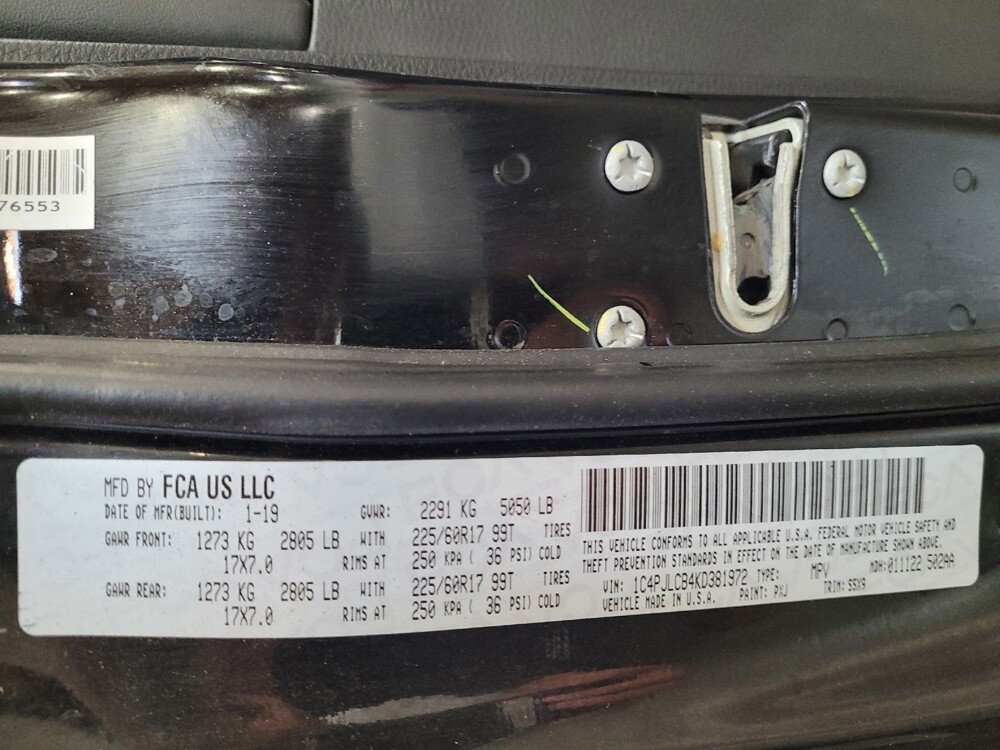 76553
MFD BY FCA US LLC
DATE OF MFR(BUILT): 1-19 GVWR: 2291 KG 5050 LB
GAWR FRONT: 1273 KG 2805 LB WITH 225/60R17 99T TIRES
17X7.0 RIMS AT 250 KPA ( 36 PSI) COLD
GAWR REAR: 1273 KG 2805 LB WITH 225/60R17 99T TIRES
17X7.0 RIMS AT 250 KPA ( 36 PSI) COLD
THIS VEHICLE CONFORMS TO ALL APPLICABLE U.S.A. FEDERAL MOTOR VEHICLE SAFETY AND
THEFT PREVENTION STANDARDS IN EFFECT ON THE DATE OF MANUFACTURE SHOWN ABOVE.
VIN: 1C4PJLCB4KD381972 TYPE: MPV MDH:011122 502AA
VEHICLE MADE IN U.S.A. PAINT: PXJ TRIM: S5X9